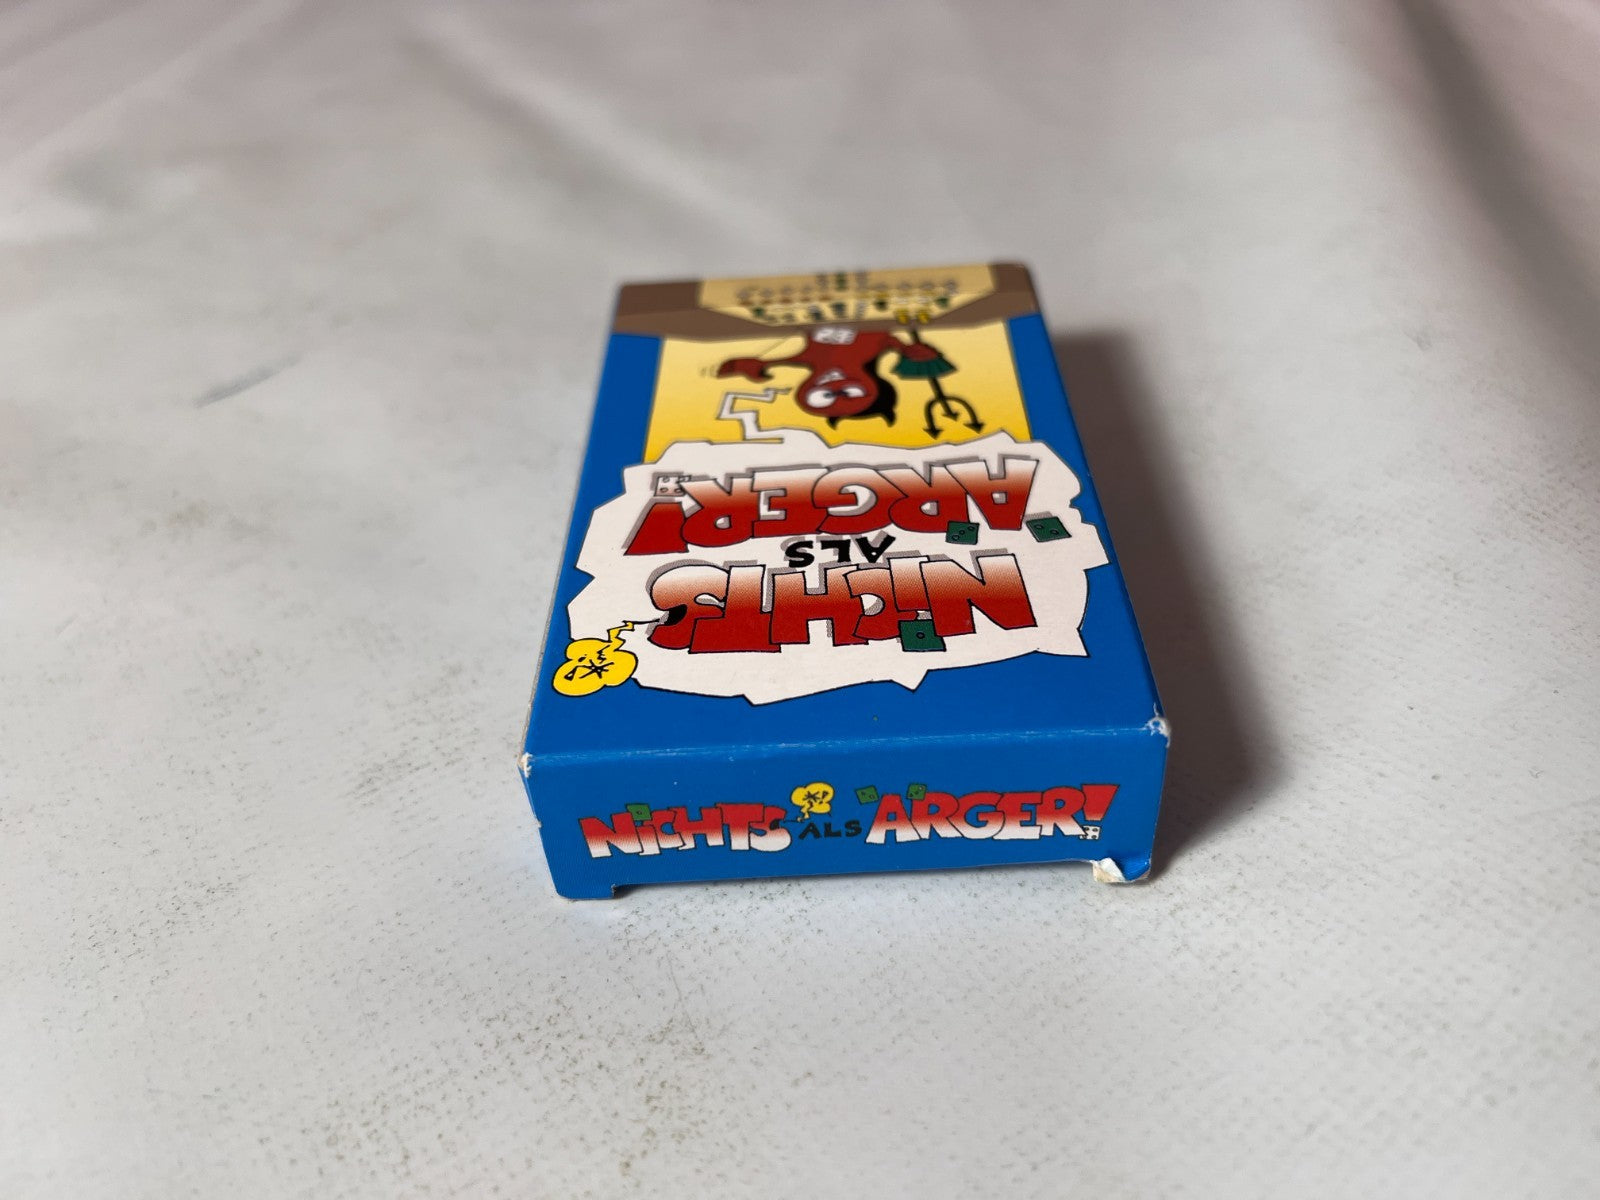 NiCHTS
ALS
ÄRGER!
NiCHTS ALS ÄRGER!